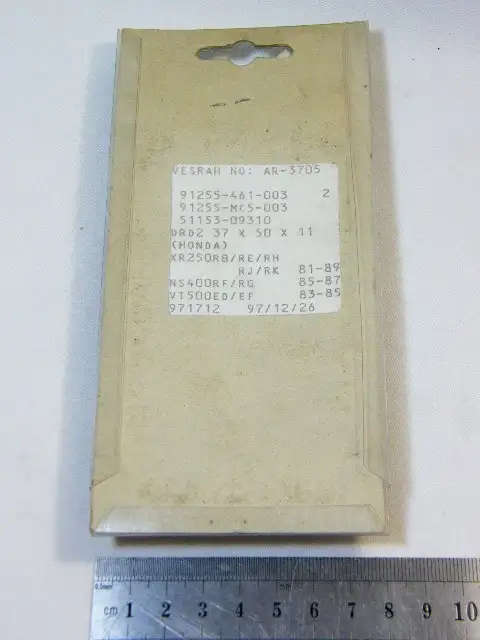 VESRAH NO: AR-3705
91255-461-003 2
91255-MC5-003
51153-09310
DRD2 37 X 50 X 11
(HONDA)
XR250RB/RE/RH
RJ/RK 81-89
NS400RF/RG 85-87
VT500ED/EF 83-85
971712 97/12/26
0.5mm
cm 1 2 3 4 5 6 7 8 9 10